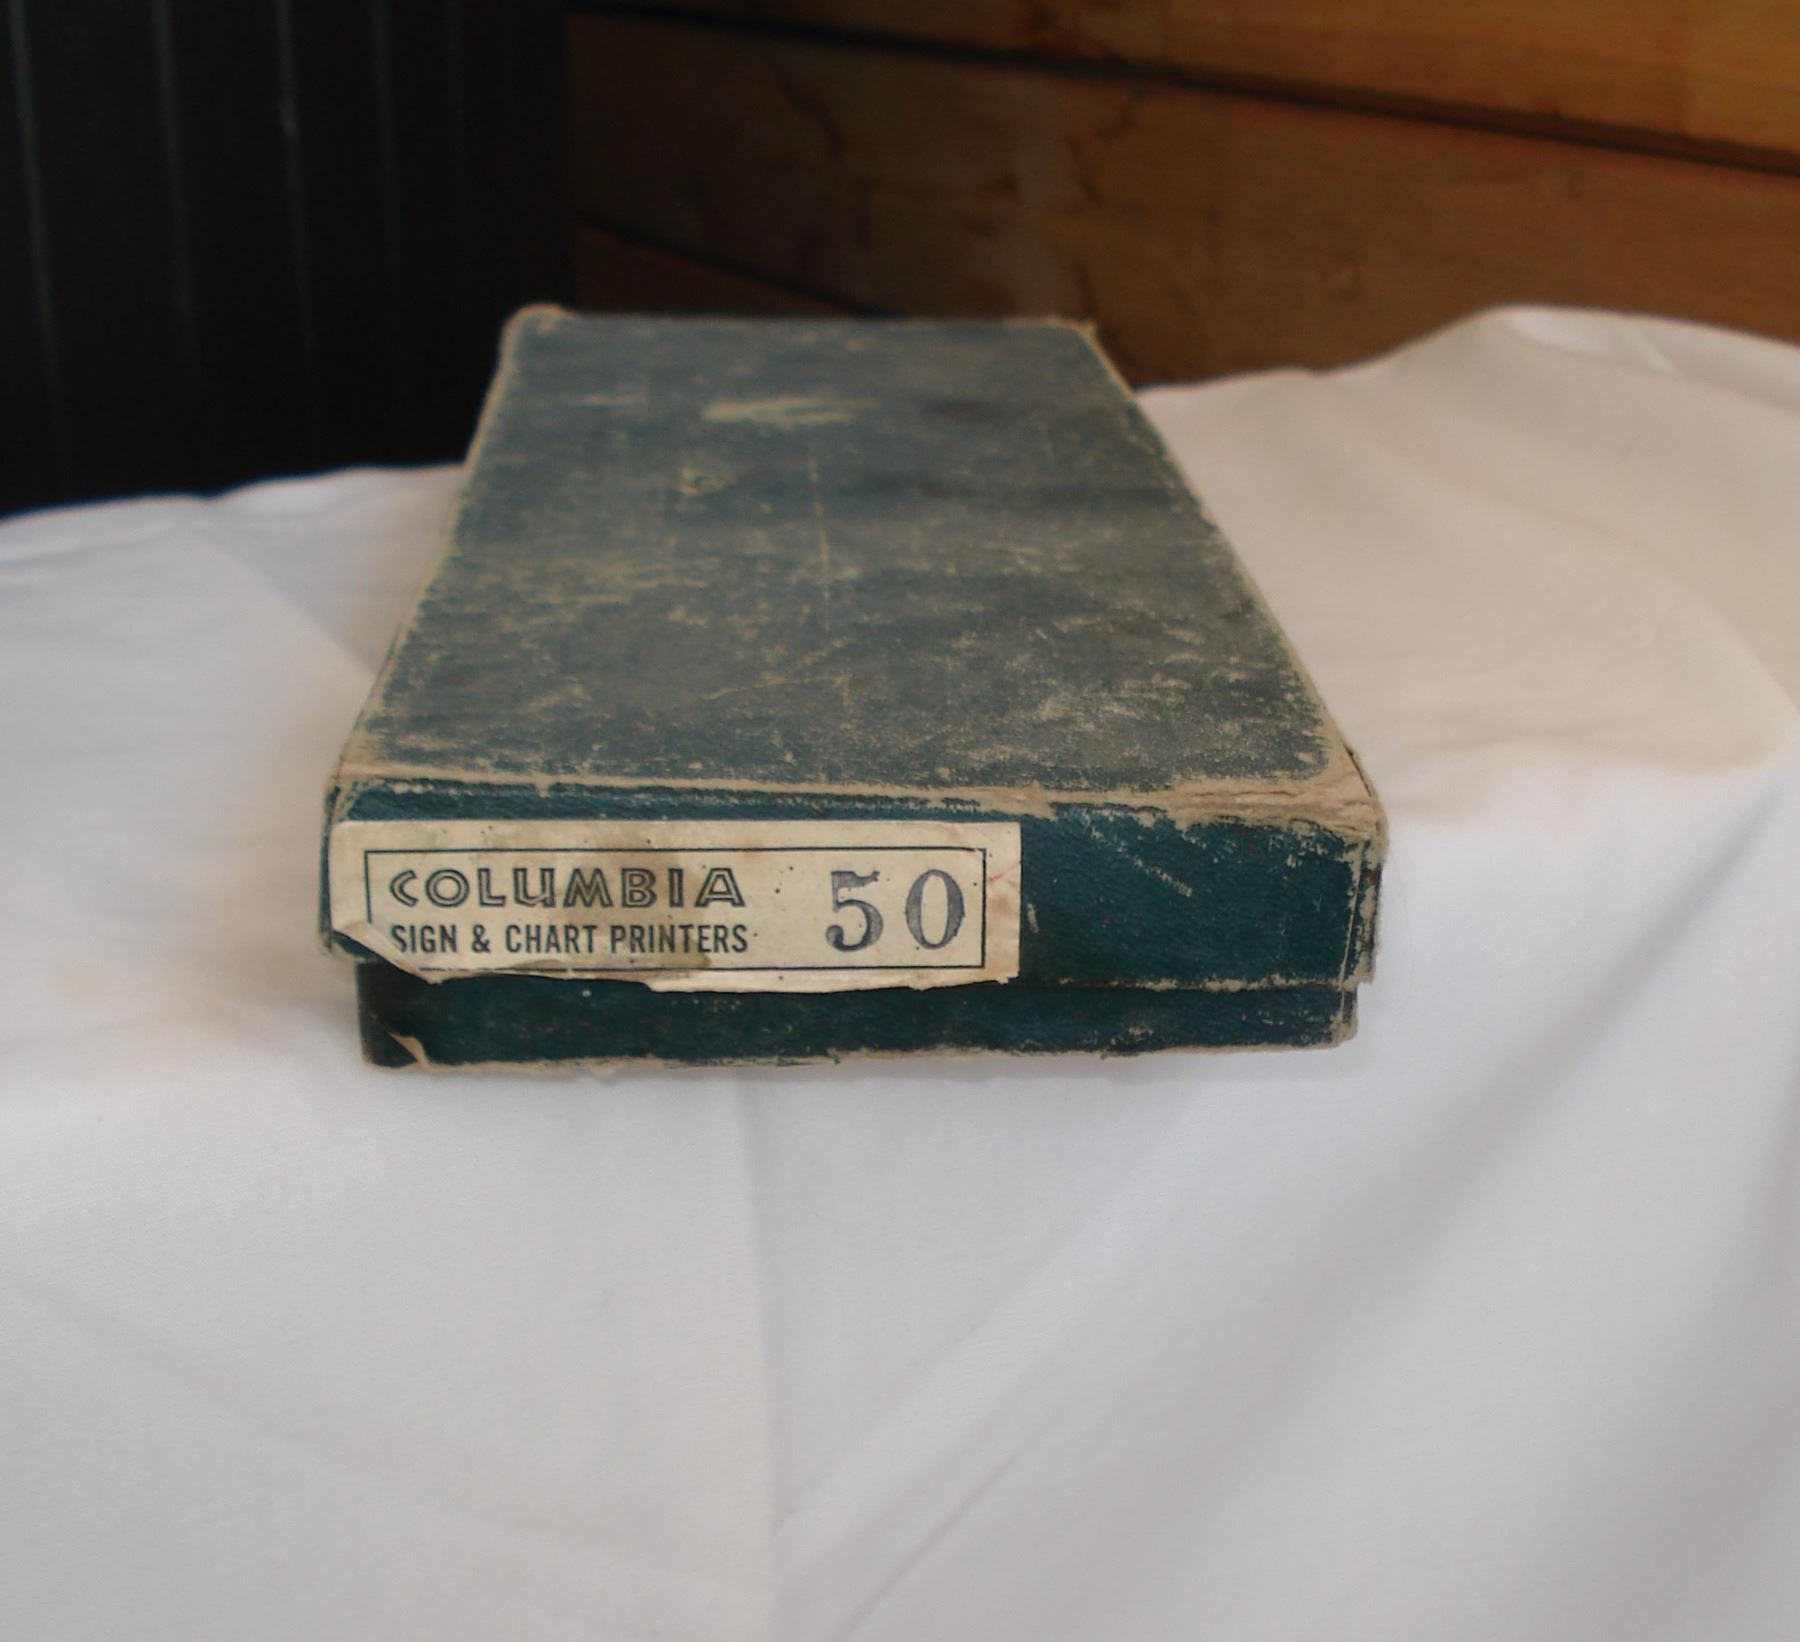 COLUMBIA
SIGN & CHART PRINTERS
50